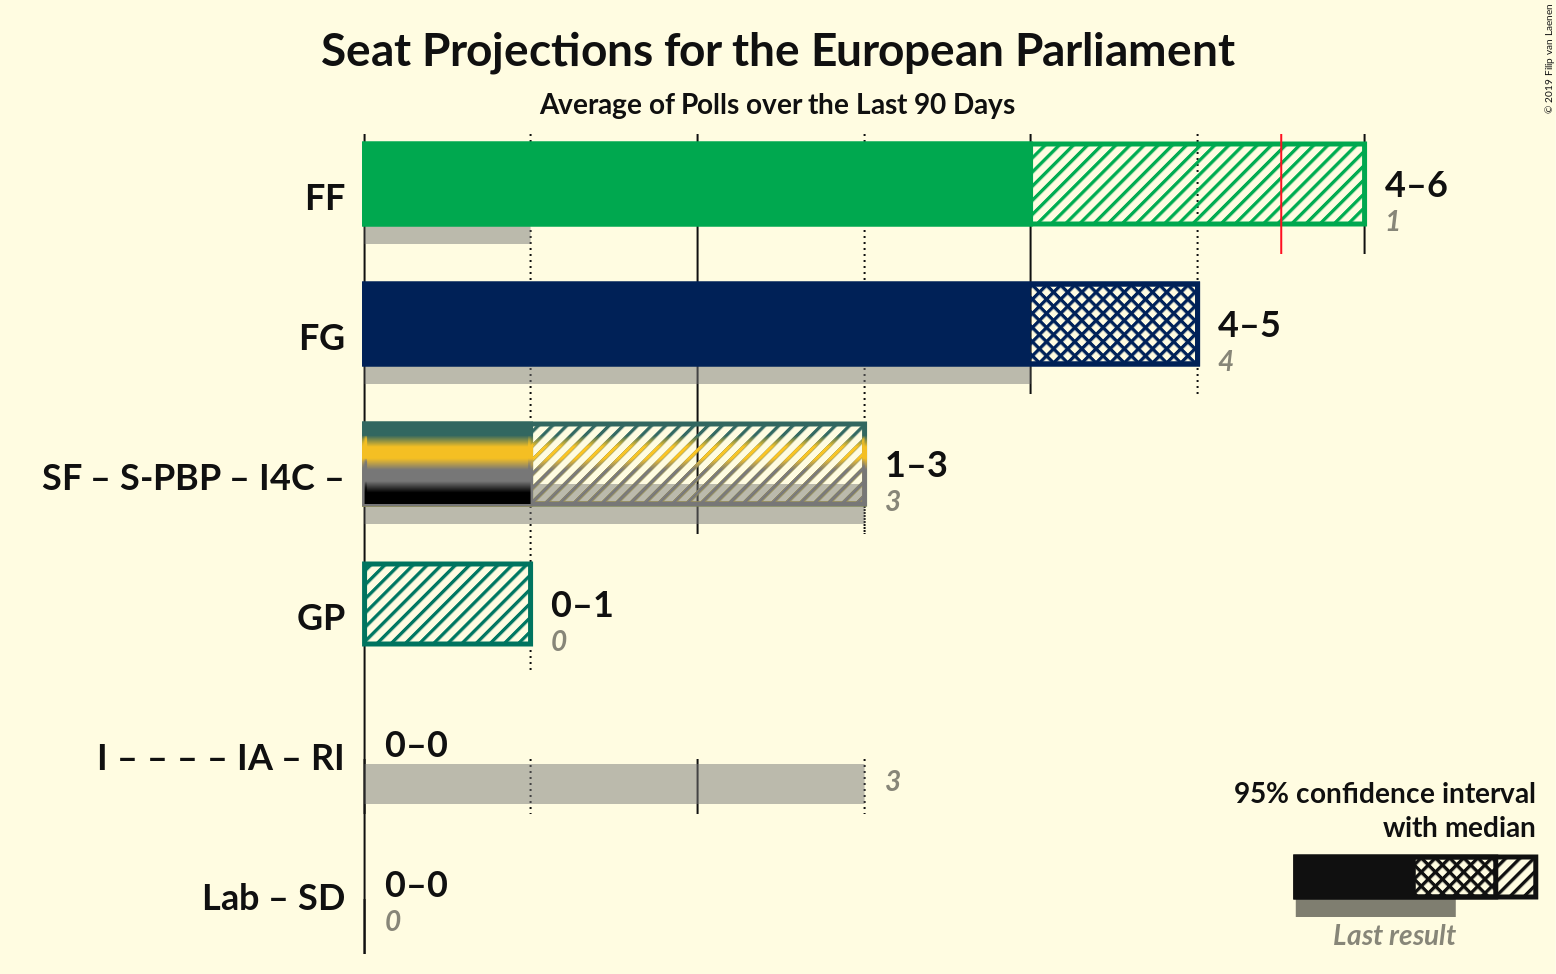 Seat Projections for the European Parliament
Average of Polls over the Last 90 Days
© 2019 Filip van Laenen
FF
4–6
1
FG
4–5
4
SF – S-PBP – I4C –
1–3
3
GP
0–1
0
I – – – – IA – RI
0–0
3
Lab – SD
0–0
0
95% confidence interval
with median
Last result